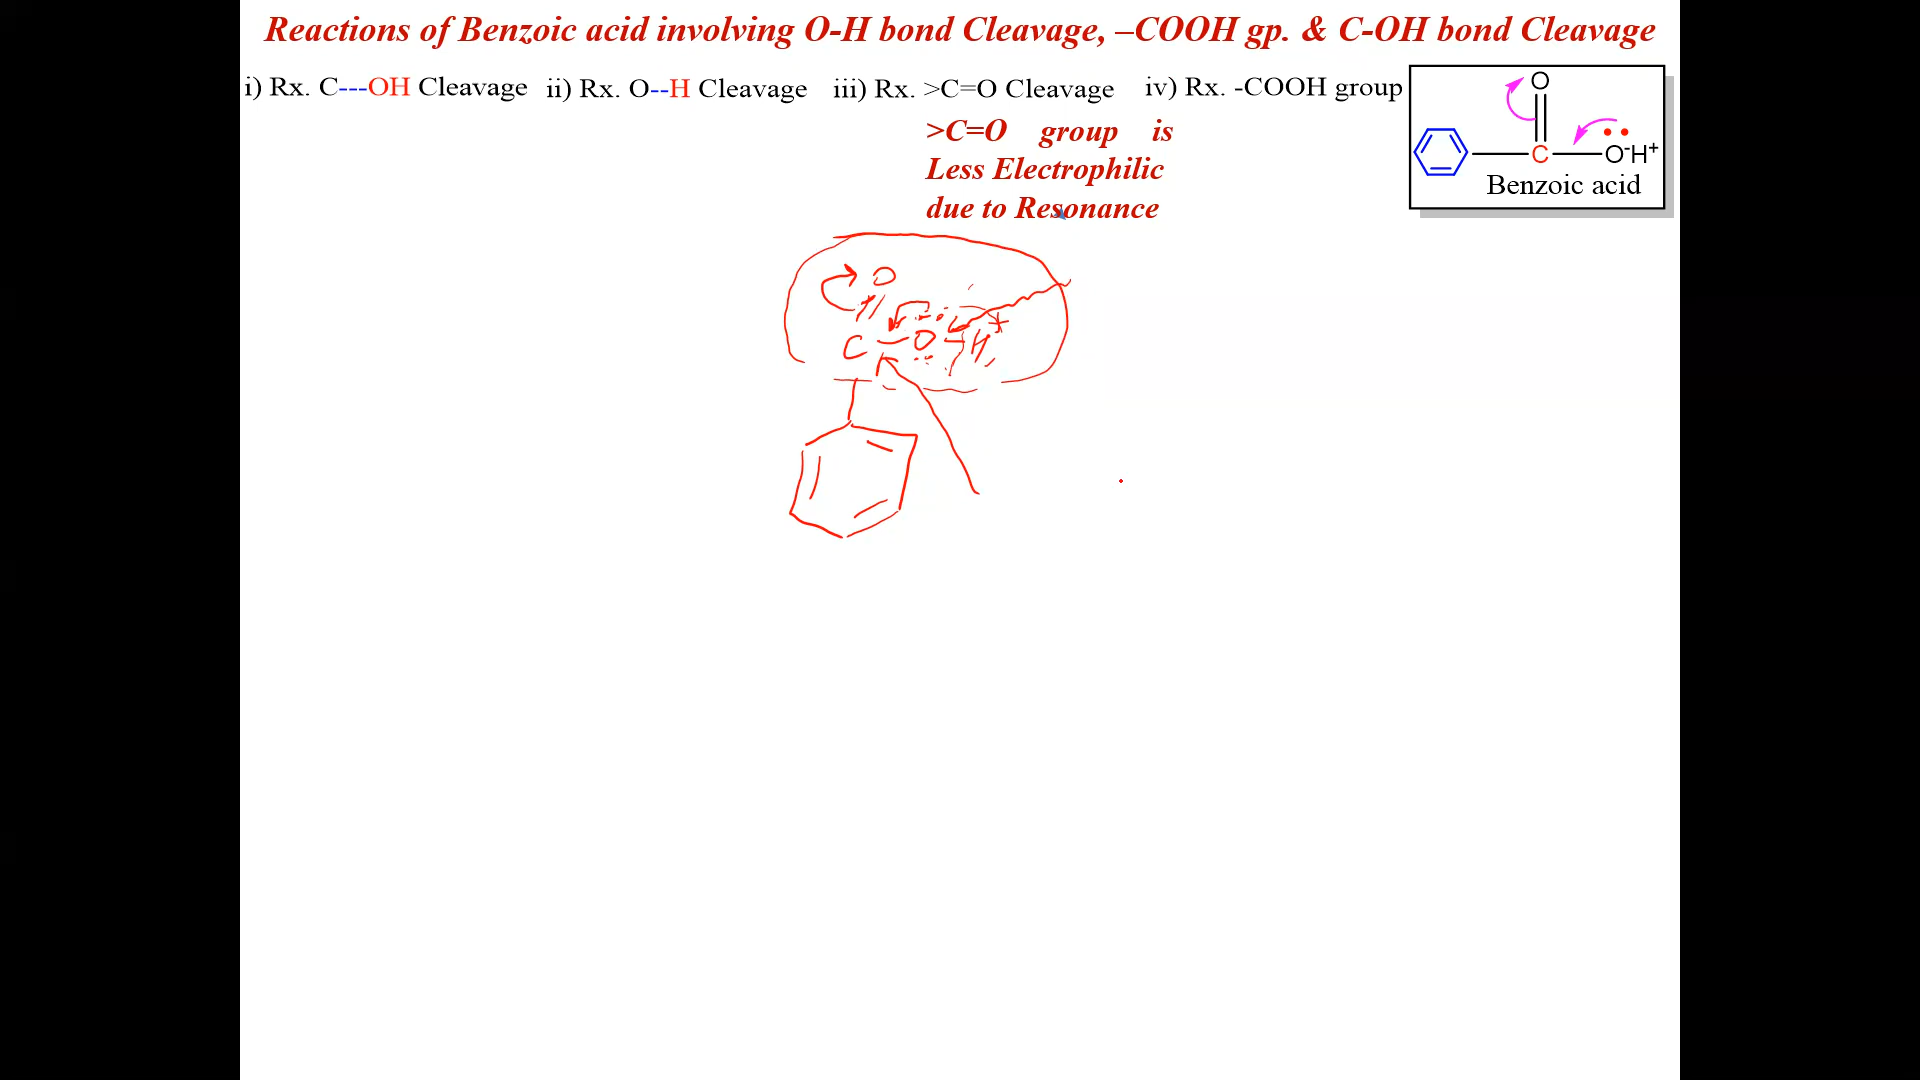 Reactions of Benzoic acid involving O-H bond Cleavage, –COOH gp. & C-OH bond Cleavage
i) Rx. C---OH Cleavage ii) Rx. O--H Cleavage iii) Rx. >C=O Cleavage iv) Rx. -COOH group
>C=O group is
Less Electrophilic
due to Resonance
O
C O-H+
Benzoic acid
O
C-O-H+